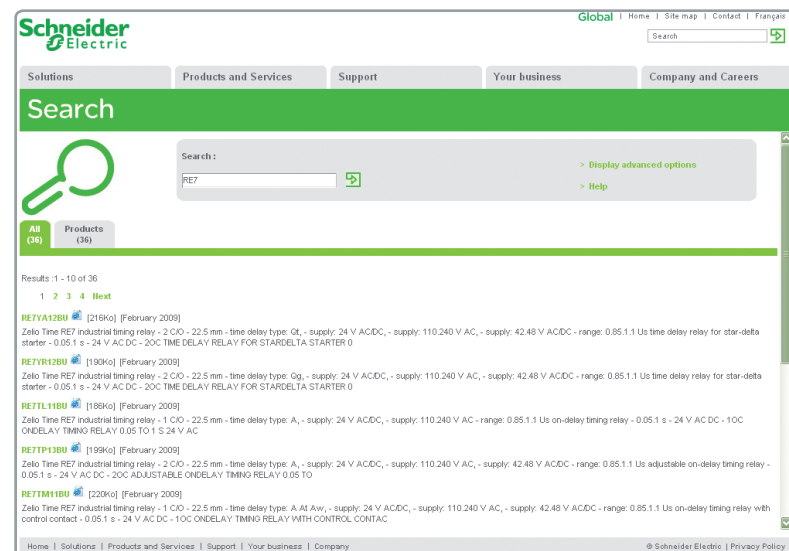 Schneider Electric
Global | Home | Site map | Contact | Français
Search
Solutions
Products and Services
Support
Your business
Company and Careers
Search
Search :
RE7
> Display advanced options
> Help
All (36)
Products (36)
Results :1 - 10 of 36
1 2 3 4 Next
RE7YA12BU [216Ko] [February 2009]
Zelio Time RE7 industrial timing relay - 2 C/O - 22.5 mm - time delay type: Qt, - supply: 24 V AC/DC, - supply: 110.240 V AC, - supply: 42.48 V AC/DC - range: 0.85.1.1 Us time delay relay for star-delta
starter - 0.05.1 s - 24 V AC DC - 2OC TIME DELAY RELAY FOR STARDELTA STARTER 0
RE7YR12BU [190Ko] [February 2009]
Zelio Time RE7 industrial timing relay - 2 C/O - 22.5 mm - time delay type: Qg, - supply: 24 V AC/DC, - supply: 110.240 V AC, - supply: 42.48 V AC/DC - range: 0.85.1.1 Us time delay relay for star-delta
starter - 0.05.1 s - 24 V AC DC - 2OC TIME DELAY RELAY FOR STARDELTA STARTER 0
RE7TL11BU [186Ko] [February 2009]
Zelio Time RE7 industrial timing relay - 1 C/O - 22.5 mm - time delay type: A, - supply: 24 V AC/DC, - supply: 110.240 V AC - range: 0.85.1.1 Us on-delay timing relay - 0.05.1 s - 24 V AC DC - 1OC
ONDELAY TIMING RELAY 0.05 TO 1 S 24 V AC
RE7TP13BU [199Ko] [February 2009]
Zelio Time RE7 industrial timing relay - 2 C/O - 22.5 mm - time delay type: A, - supply: 24 V AC/DC, - supply: 110.240 V AC, - supply: 42.48 V AC/DC - range: 0.85.1.1 Us adjustable on-delay timing relay -
0.05.1 s - 24 V AC DC - 2OC ADJUSTABLE ONDELAY TIMING RELAY 0.05 TO
RE7TM11BU [220Ko] [February 2009]
Zelio Time RE7 industrial timing relay - 1 C/O - 22.5 mm - time delay type: A At Aw, - supply: 24 V AC/DC, - supply: 110.240 V AC, - supply: 42.48 V AC/DC - range: 0.85.1.1 Us on-delay timing relay with
control contact - 0.05.1 s - 24 V AC DC - 1OC ONDELAY TIMING RELAY WITH CONTROL CONTAC
Home | Solutions | Products and Services | Support | Your business | Company
© Schneider Electric | Privacy Policy